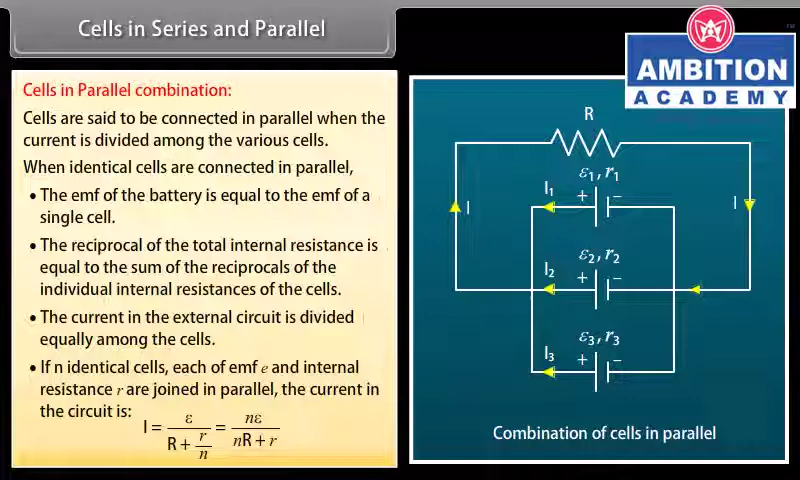 Cells in Series and Parallel
AMBITION
ACADEMY
Cells in Parallel combination:
Cells are said to be connected in parallel when the
current is divided among the various cells.
When identical cells are connected in parallel,
• The emf of the battery is equal to the emf of a
single cell.
• The reciprocal of the total internal resistance is
equal to the sum of the reciprocals of the
individual internal resistances of the cells.
• The current in the external circuit is divided
equally among the cells.
• If n identical cells, each of emf e and internal
resistance r are joined in parallel, the current in
the circuit is:
I = ε / (R + r/n) = nε / (nR + r)
R
ε₁, r₁
I₁ + −
I I
ε₂, r₂
I₂ + −
ε₃, r₃
I₃ + −
Combination of cells in parallel